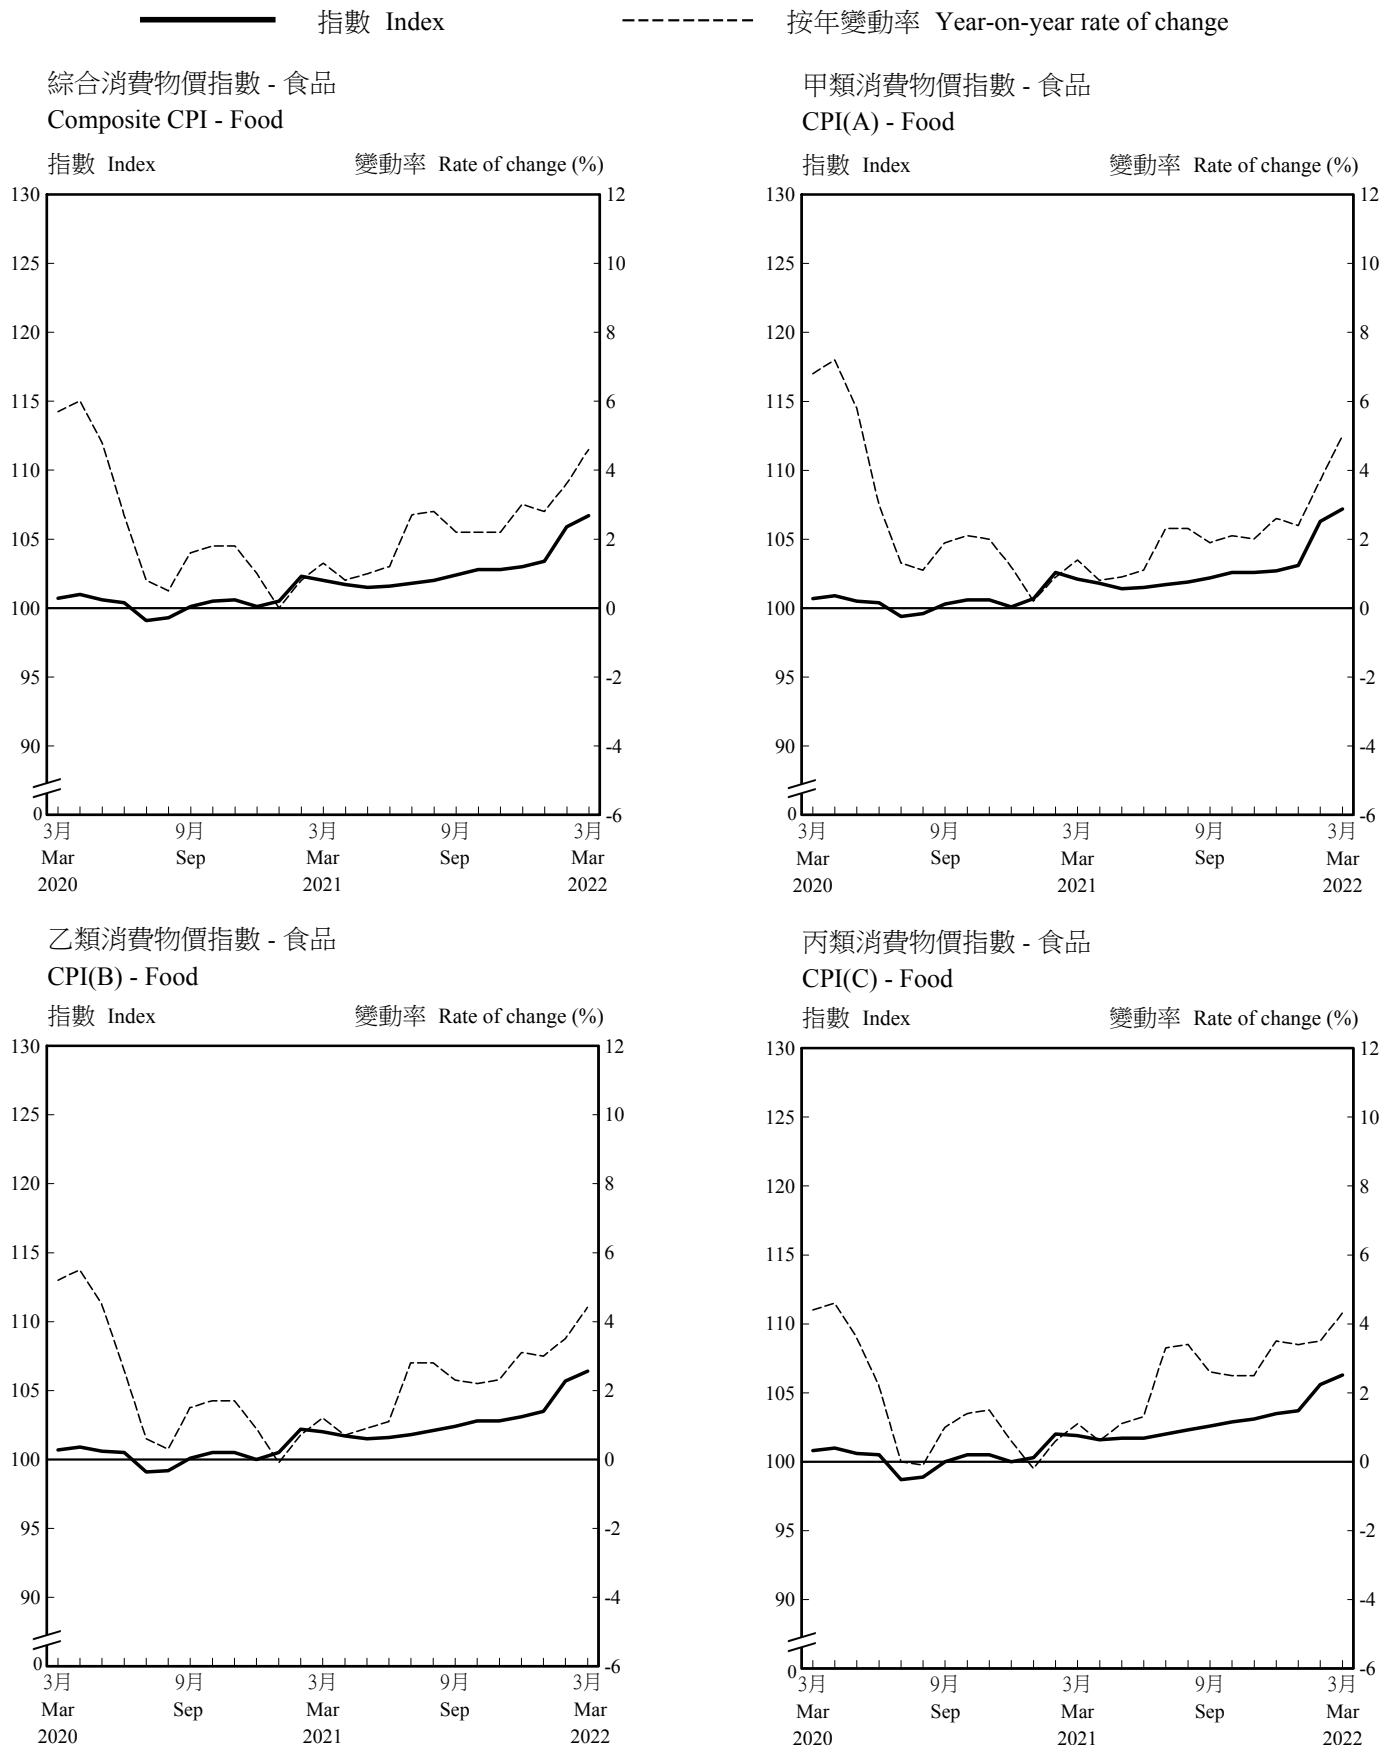 指數 Index
按年變動率 Year-on-year rate of change
綜合消費物價指數 - 食品
Composite CPI - Food
指數 Index
變動率 Rate of change (%)
130
125
120
115
110
105
100
95
90
0
12
10
8
6
4
2
0
-2
-4
-6
3月
9月
3月
9月
3月
Mar
Sep
Mar
Sep
Mar
2020
2021
2022
甲類消費物價指數 - 食品
CPI(A) - Food
指數 Index
變動率 Rate of change (%)
130
125
120
115
110
105
100
95
90
0
12
10
8
6
4
2
0
-2
-4
-6
3月
9月
3月
9月
3月
Mar
Sep
Mar
Sep
Mar
2020
2021
2022
乙類消費物價指數 - 食品
CPI(B) - Food
指數 Index
變動率 Rate of change (%)
130
125
120
115
110
105
100
95
90
0
12
10
8
6
4
2
0
-2
-4
-6
3月
9月
3月
9月
3月
Mar
Sep
Mar
Sep
Mar
2020
2021
2022
丙類消費物價指數 - 食品
CPI(C) - Food
指數 Index
變動率 Rate of change (%)
130
125
120
115
110
105
100
95
90
0
12
10
8
6
4
2
0
-2
-4
-6
3月
9月
3月
9月
3月
Mar
Sep
Mar
Sep
Mar
2020
2021
2022